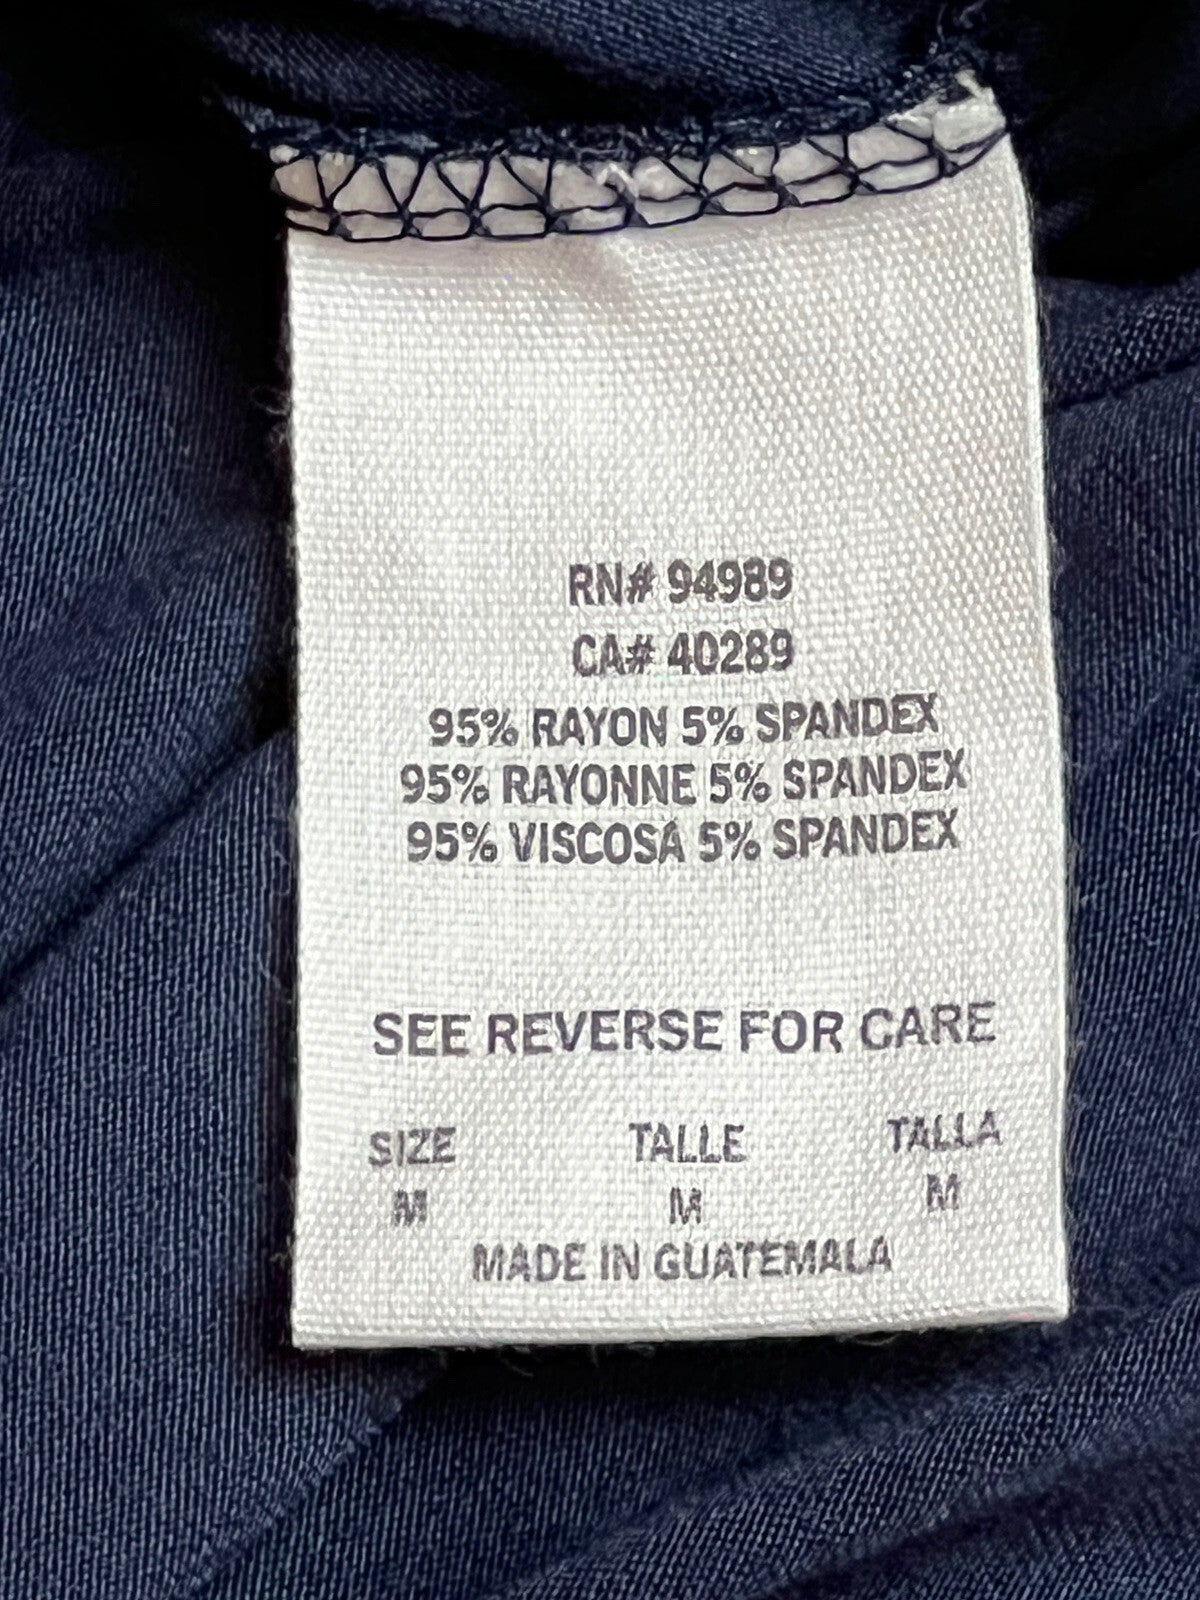 RN# 94989
CA# 40289
95% RAYON 5% SPANDEX
95% RAYONNE 5% SPANDEX
95% VISCOSA 5% SPANDEX
SEE REVERSE FOR CARE
SIZE TALLE TALLA
M M M
MADE IN GUATEMALA